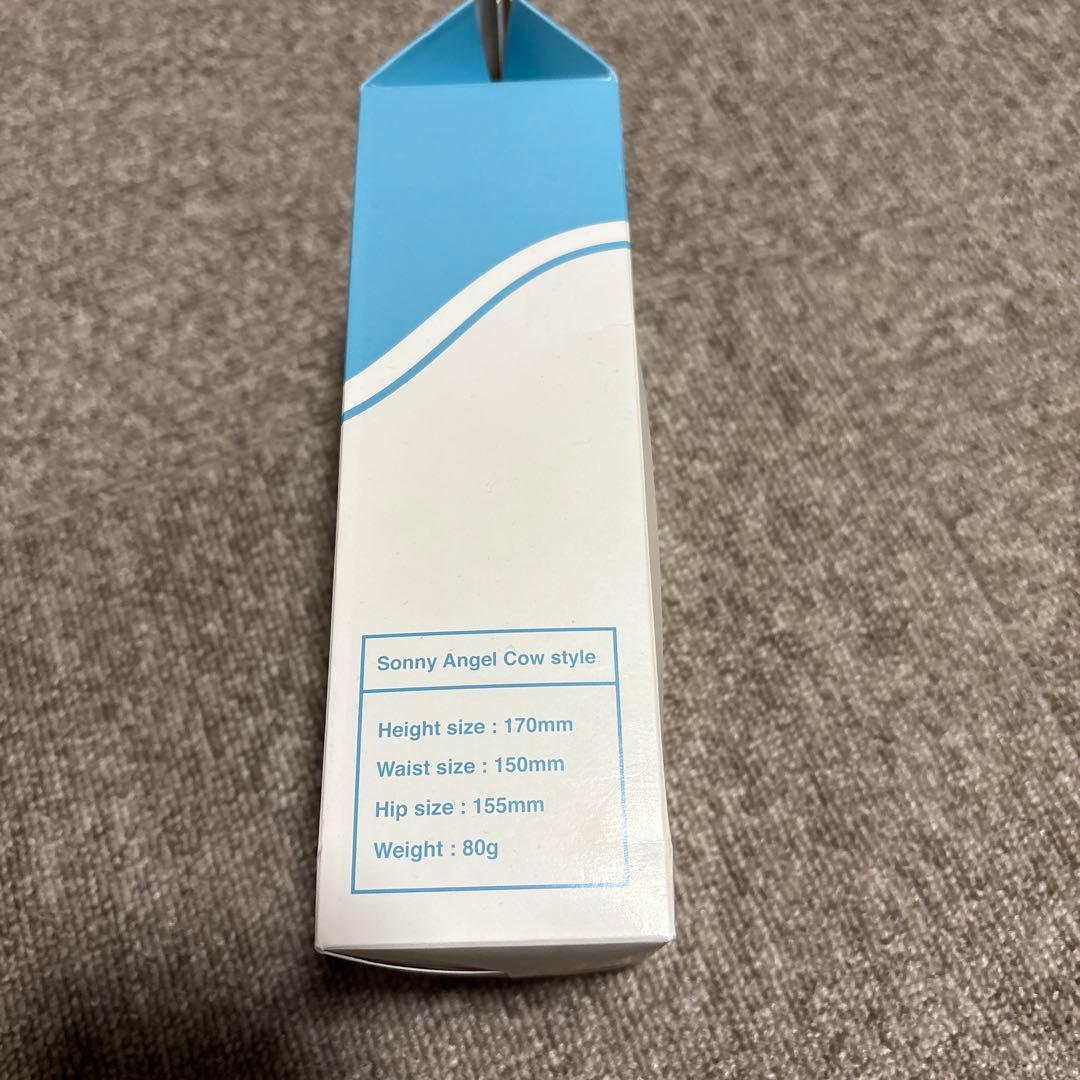 Sonny Angel Cow style
Height size : 170mm
Waist size : 150mm
Hip size : 155mm
Weight : 80g